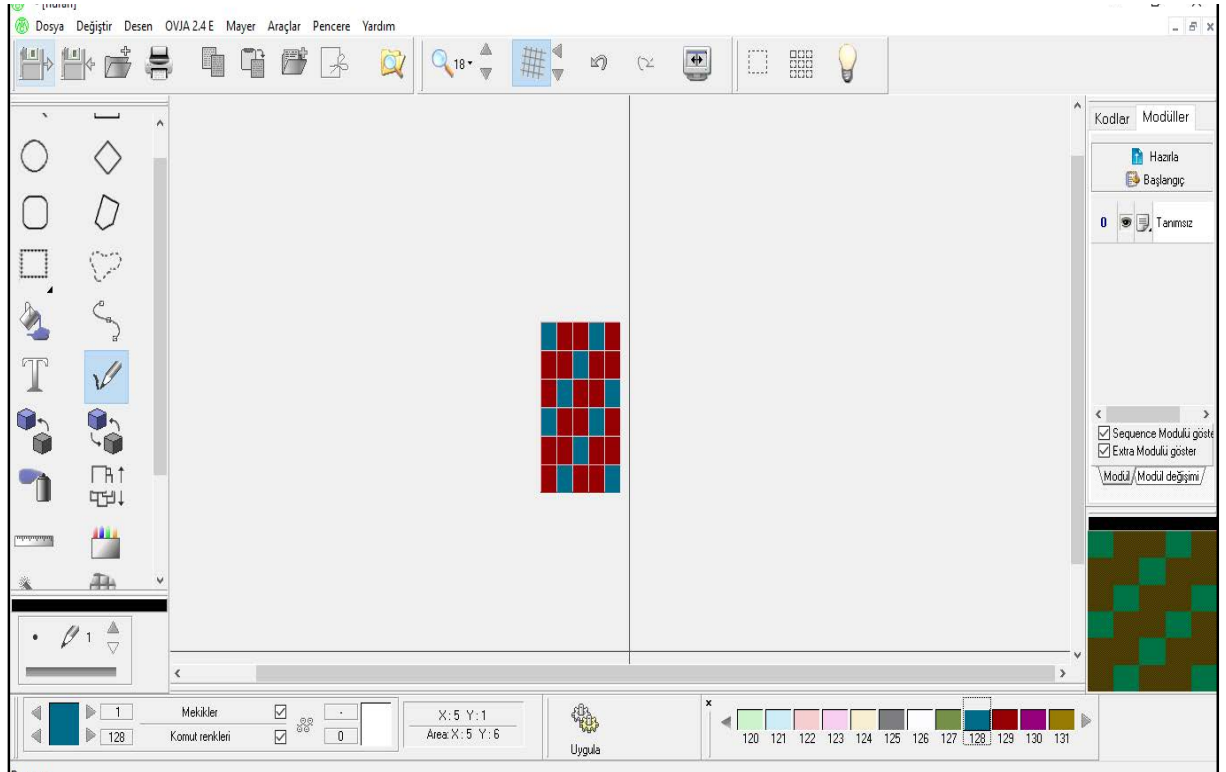 Dosya Değiştir Desen OVJA 2.4 E Mayer Araçlar Pencere Yardım
18
Kodlar Modüller
Hazırla
Başlangıç
0 Tanımsız
Sequence Modulü göste
Extra Modulü göster
Modül Modül değişimi
1
1 Mekikler
128 Komut renkleri 0
X: 5 Y: 1
Area: X: 5 Y: 6
Uygula
120 121 122 123 124 125 126 127 128 129 130 131